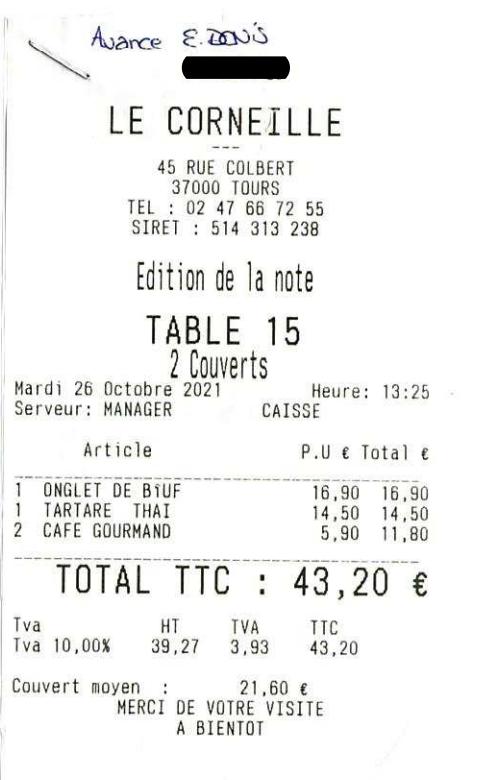 Avance E. DENIS
LE CORNEILLE
---
45 RUE COLBERT
37000 TOURS
TEL : 02 47 66 72 55
SIRET : 514 313 238
Edition de la note
TABLE 15
2 Couverts
Mardi 26 Octobre 2021 Heure: 13:25
Serveur: MANAGER CAISSE
Article P.U € Total €
1 ONGLET DE BïUF 16,90 16,90
1 TARTARE THAI 14,50 14,50
2 CAFE GOURMAND 5,90 11,80
TOTAL TTC : 43,20 €
Tva HT TVA TTC
Tva 10,00% 39,27 3,93 43,20
Couvert moyen : 21,60 €
MERCI DE VOTRE VISITE
A BIENTOT